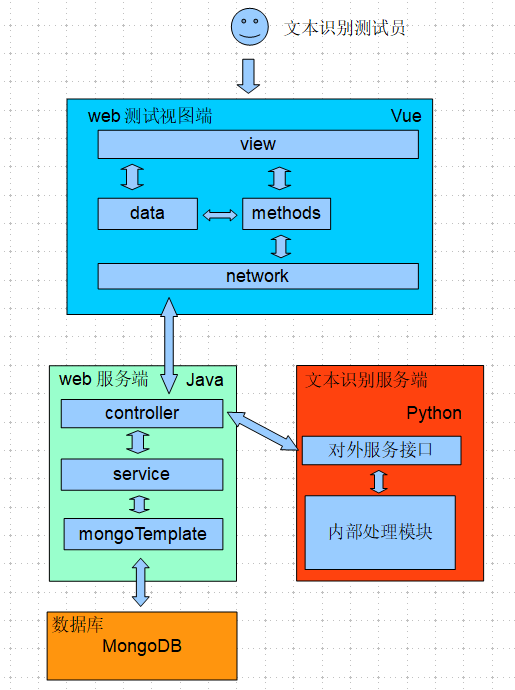 文本识别测试员
web 测试视图端 Vue
view
data methods
network
web 服务端 Java
controller
service
mongoTemplate
文本识别服务端
Python
对外服务接口
内部处理模块
数据库
MongoDB